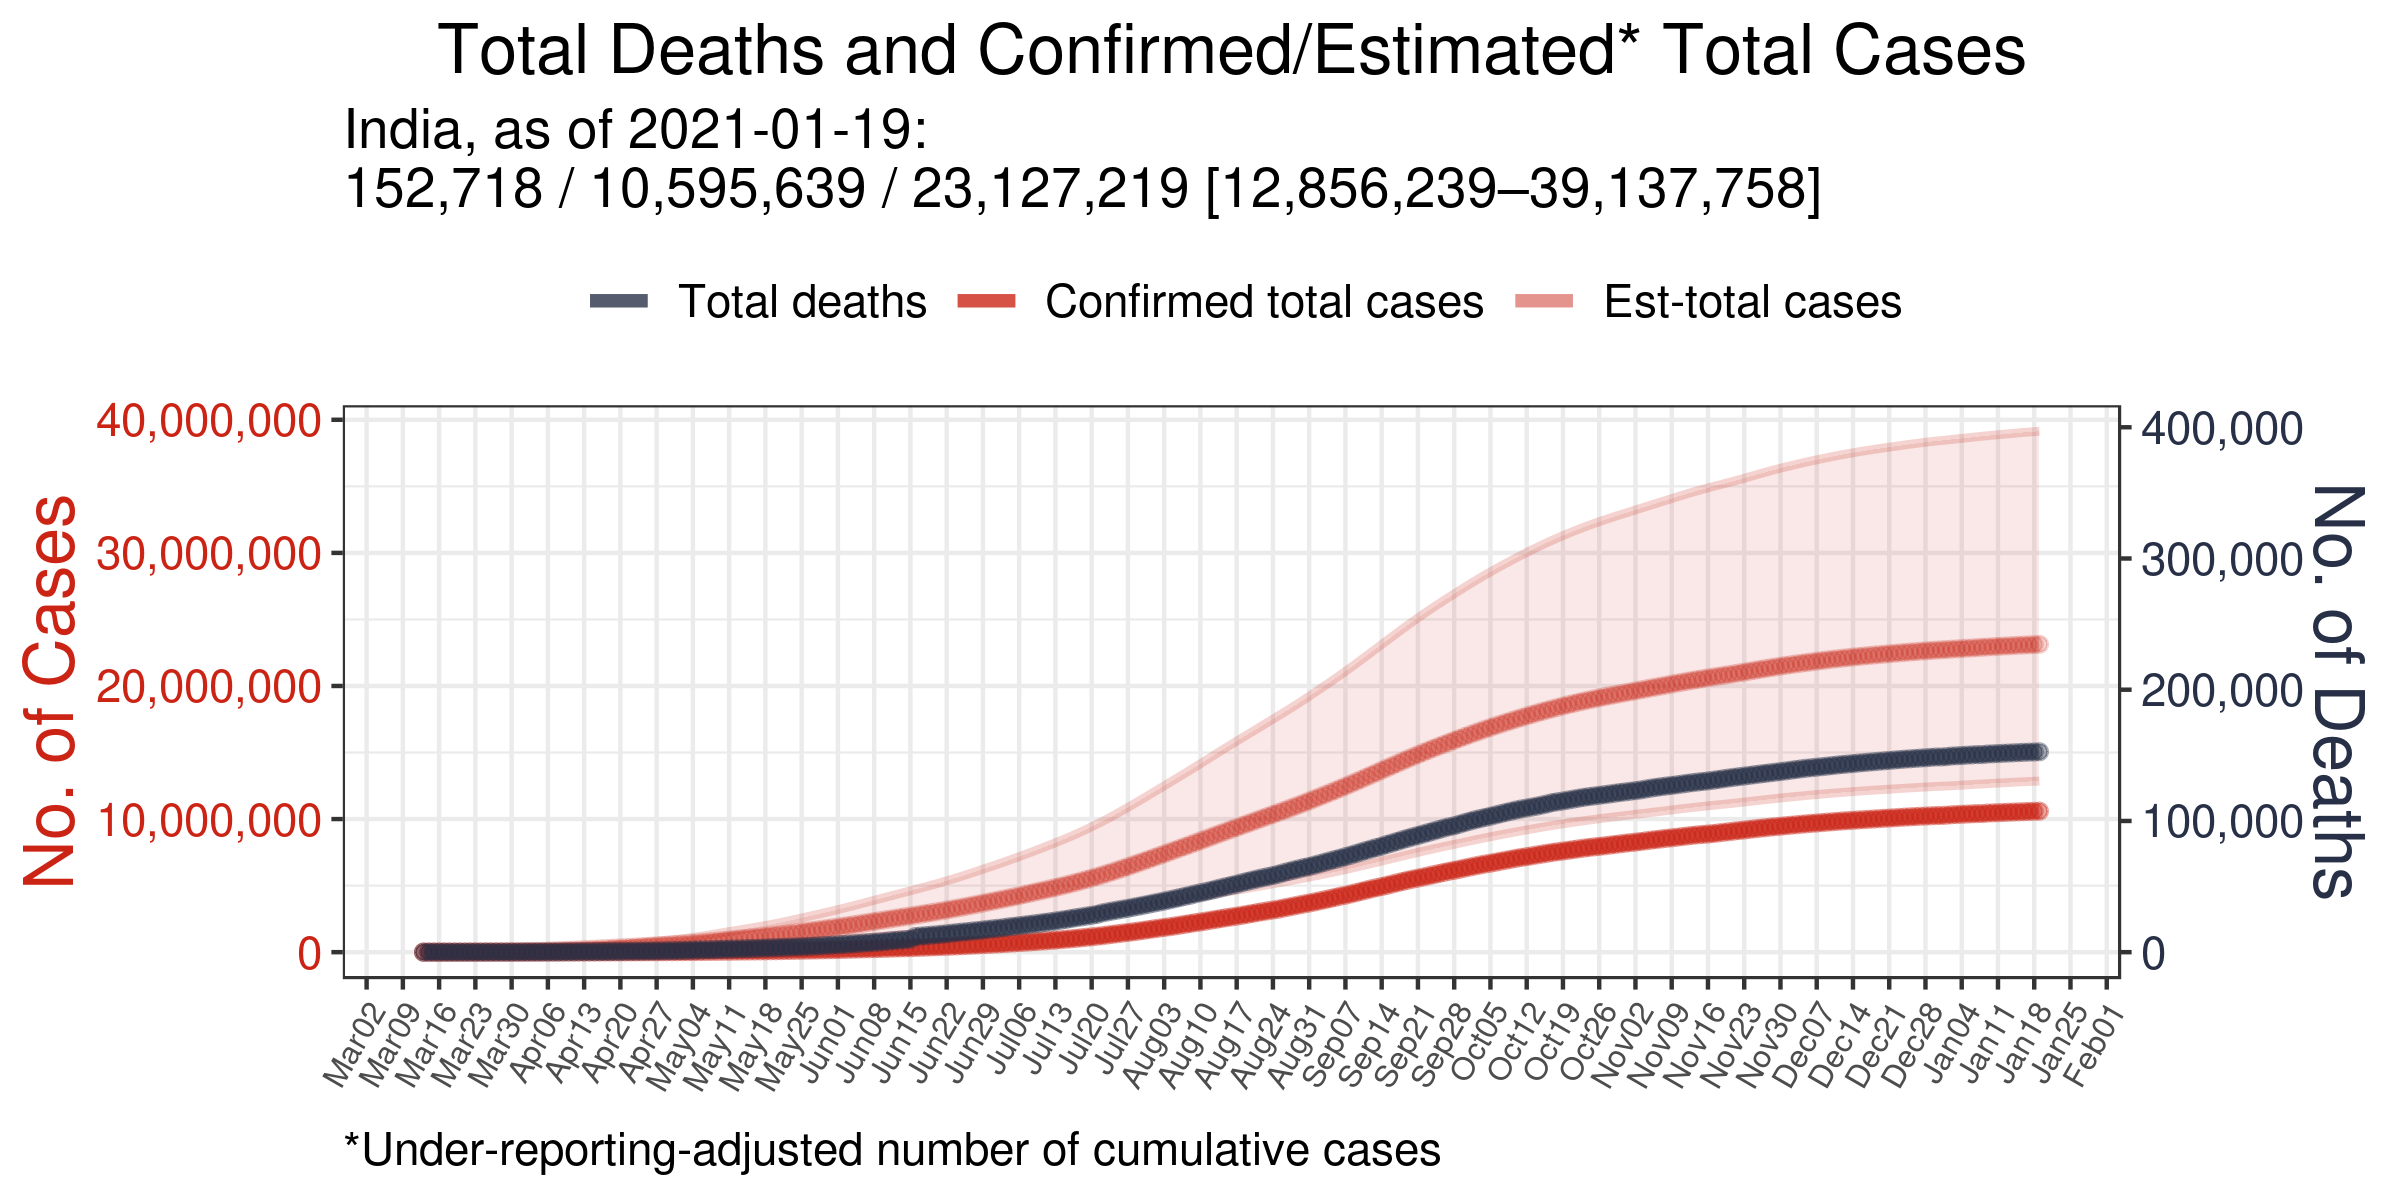 Total Deaths and Confirmed/Estimated* Total Cases
India, as of 2021-01-19:
152,718 / 10,595,639 / 23,127,219 [12,856,239–39,137,758]
Total deaths
Confirmed total cases
Est-total cases
No. of Cases
40,000,000
30,000,000
20,000,000
10,000,000
0
400,000
300,000
200,000
100,000
0
No. of Deaths
Mar02
Mar09
Mar16
Mar23
Mar30
Apr06
Apr13
Apr20
Apr27
May04
May11
May18
May25
Jun01
Jun08
Jun15
Jun22
Jun29
Jul06
Jul13
Jul20
Jul27
Aug03
Aug10
Aug17
Aug24
Aug31
Sep07
Sep14
Sep21
Sep28
Oct05
Oct12
Oct19
Oct26
Nov02
Nov09
Nov16
Nov23
Nov30
Dec07
Dec14
Dec21
Dec28
Jan04
Jan11
Jan18
Jan25
Feb01
*Under-reporting-adjusted number of cumulative cases